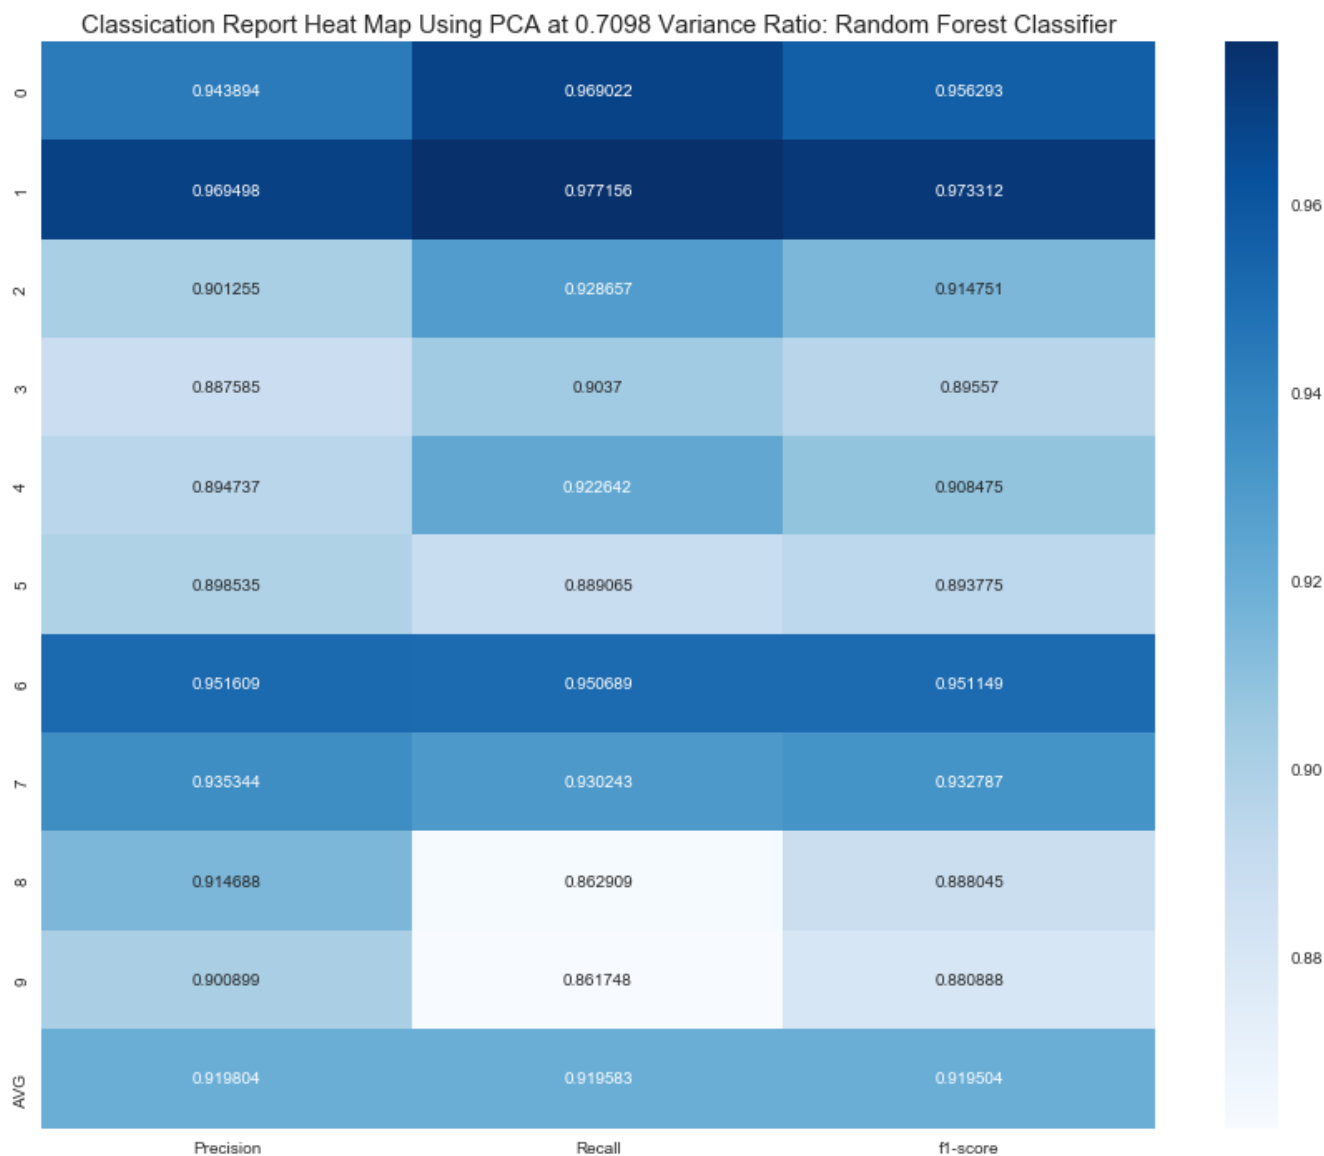 Classication Report Heat Map Using PCA at 0.7098 Variance Ratio: Random Forest Classifier
0 0.943894 0.969022 0.956293
1 0.969498 0.977156 0.973312
2 0.901255 0.928657 0.914751
3 0.887585 0.9037 0.89557
4 0.894737 0.922642 0.908475
5 0.898535 0.889065 0.893775
6 0.951609 0.950689 0.951149
7 0.935344 0.930243 0.932787
8 0.914688 0.862909 0.888045
9 0.900899 0.861748 0.880888
AVG 0.919804 0.919583 0.919504
Precision Recall f1-score
0.96
0.94
0.92
0.90
0.88